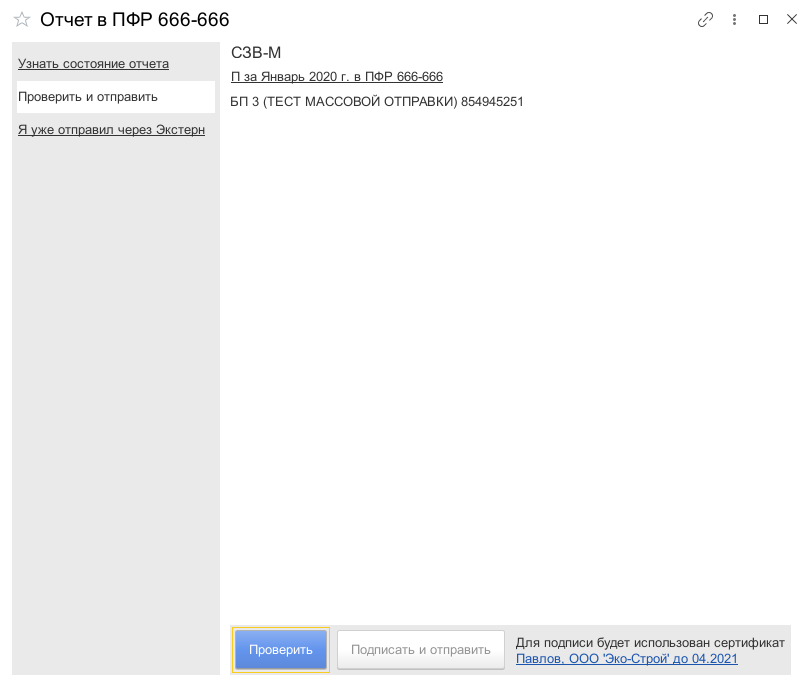 Отчет в ПФР 666-666
Узнать состояние отчета
Проверить и отправить
Я уже отправил через Экстерн
СЗВ-М
П за Январь 2020 г. в ПФР 666-666
БП 3 (ТЕСТ МАССОВОЙ ОТПРАВКИ) 854945251
Проверить
Подписать и отправить
Для подписи будет использован сертификат
Павлов, ООО 'Эко-Строй' до 04.2021